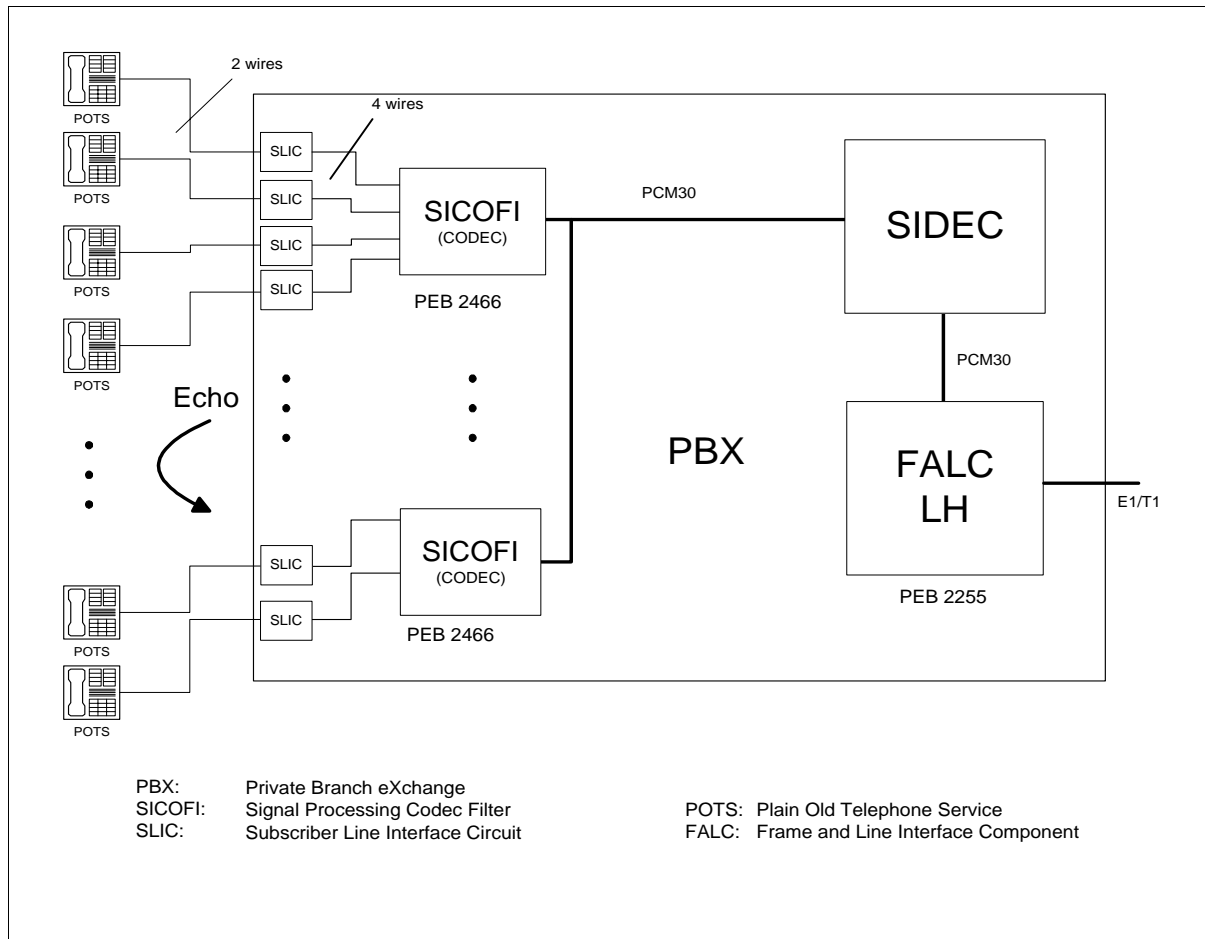 2 wires
4 wires
POTS
POTS
POTS
POTS
SLIC
SLIC
SLIC
SLIC
SICOFI
(CODEC)
PEB 2466
PCM30
SIDEC
PCM30
Echo
PBX
FALC
LH
E1/T1
PEB 2255
SLIC
SLIC
SICOFI
(CODEC)
PEB 2466
POTS
POTS
PBX: Private Branch eXchange
SICOFI: Signal Processing Codec Filter
SLIC: Subscriber Line Interface Circuit
POTS: Plain Old Telephone Service
FALC: Frame and Line Interface Component